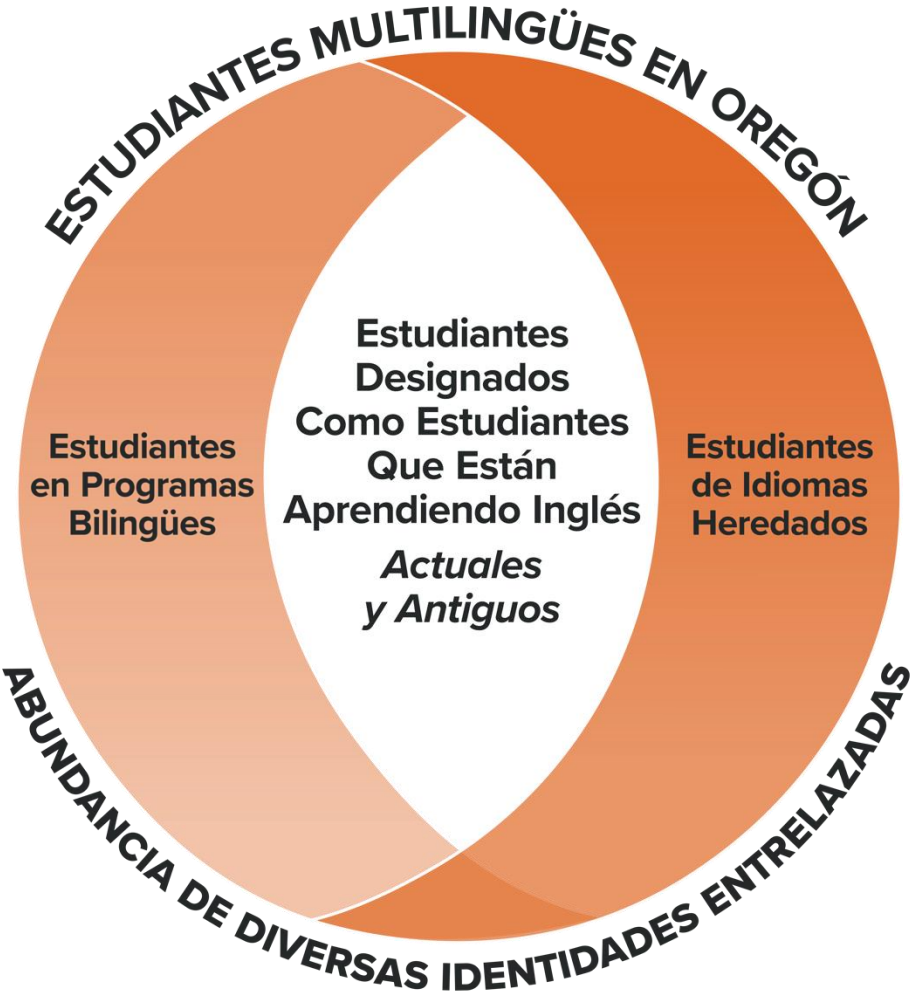 ESTUDIANTES MULTILINGÜES EN OREGÓN
Estudiantes
en Programas
Bilingües
Estudiantes
Designados
Como Estudiantes
Que Están
Aprendiendo Inglés
Actuales
y Antiguos
Estudiantes
de Idiomas
Heredados
ABUNDANCIA DE DIVERSAS IDENTIDADES ENTRELAZADAS